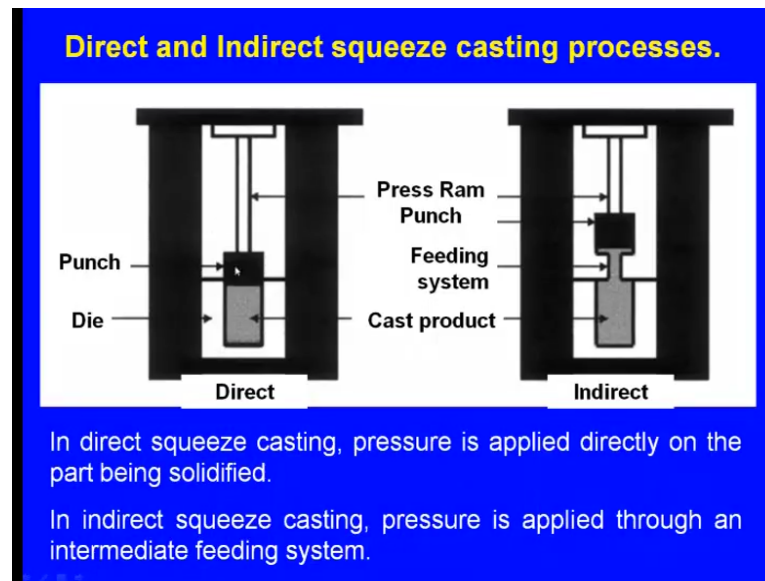 Direct and Indirect squeeze casting processes.
Press Ram
Punch
Punch
Feeding
system
Die
Cast product
Direct
Indirect
In direct squeeze casting, pressure is applied directly on the
part being solidified.
In indirect squeeze casting, pressure is applied through an
intermediate feeding system.